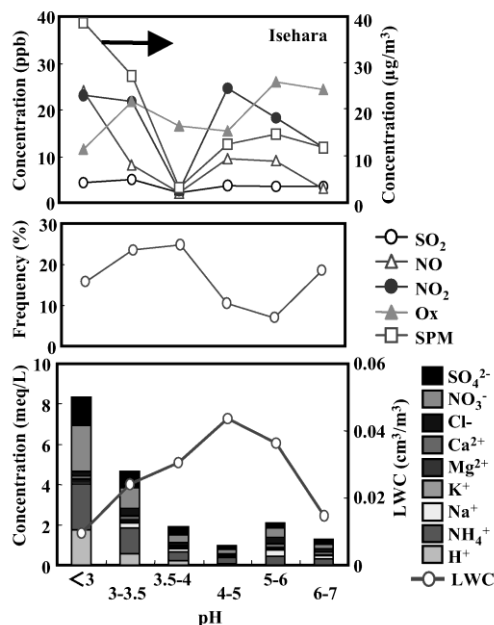 Isehara
Concentration (ppb)
40
30
20
10
0
Concentration (μg/m³)
40
30
20
10
0
Frequency (%)
30
20
10
0
SO₂
NO
NO₂
Ox
SPM
Concentration (meq/L)
10
8
6
4
2
0
LWC (cm³/m³)
0.06
0.04
0.02
0
SO₄²⁻
NO₃⁻
Cl-
Ca²⁺
Mg²⁺
K⁺
Na⁺
NH₄⁺
H⁺
LWC
<3
3-3.5
3.5-4
4-5
5-6
6-7
pH